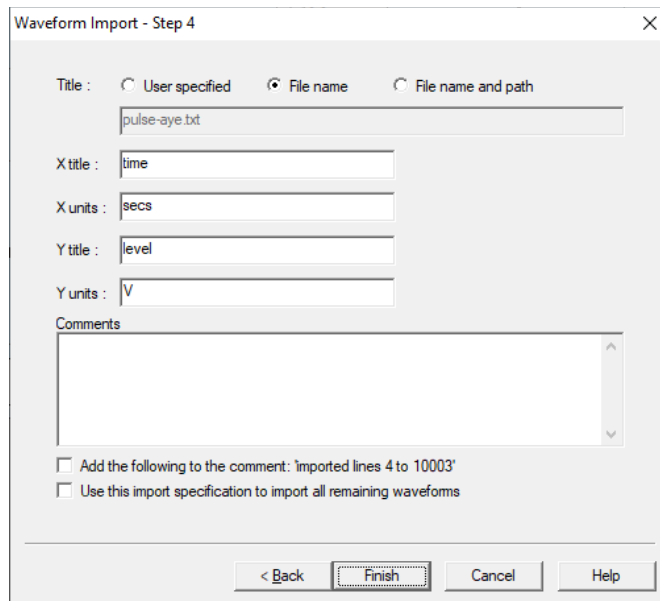 Waveform Import - Step 4
Title : User specified File name File name and path
pulse-aye.txt
X title : time
X units : secs
Y title : level
Y units : V
Comments
Add the following to the comment: 'imported lines 4 to 10003'
Use this import specification to import all remaining waveforms
< Back Finish Cancel Help